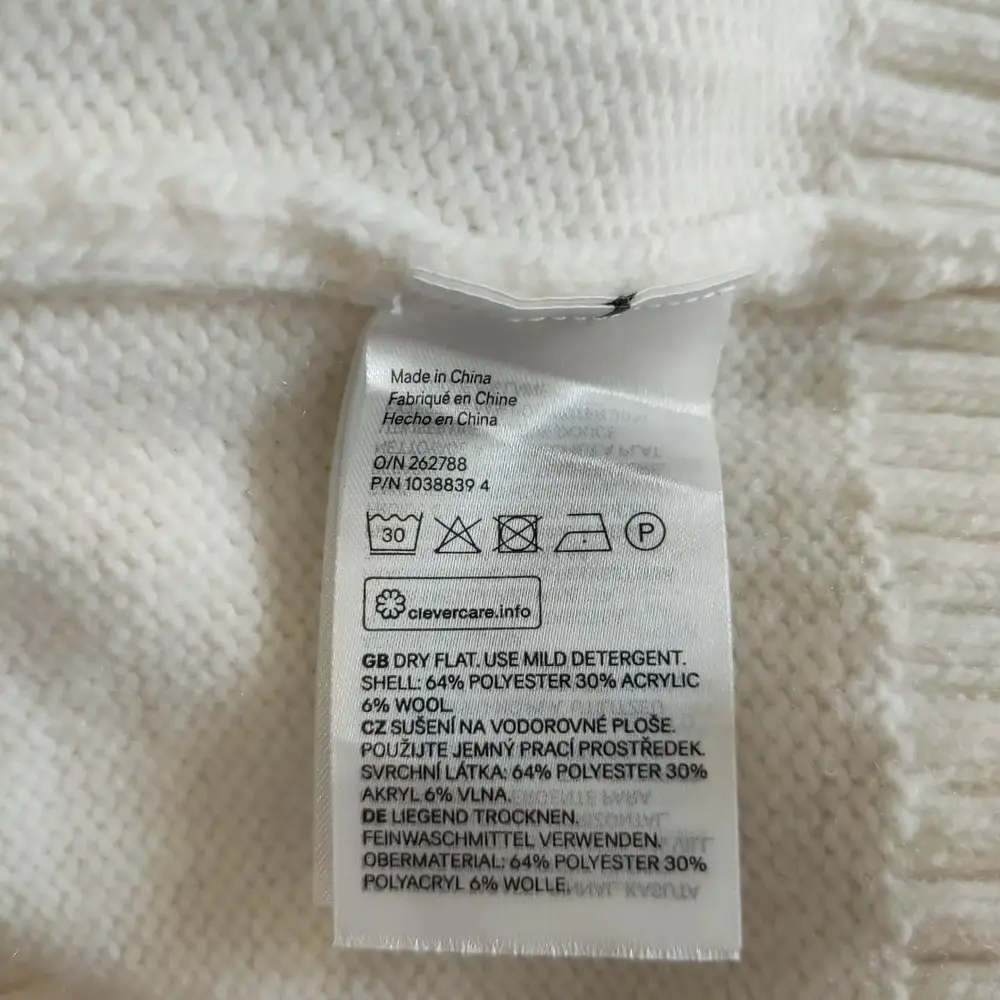 Made in China
Fabriqué en Chine
Hecho en China
O/N 262788
P/N 1038839 4
30
P
clevercare.info
GB DRY FLAT. USE MILD DETERGENT.
SHELL: 64% POLYESTER 30% ACRYLIC
6% WOOL.
CZ SUŠENÍ NA VODOROVNÉ PLOŠE.
POUŽIJTE JEMNÝ PRACÍ PROSTŘEDEK.
SVRCHNÍ LÁTKA: 64% POLYESTER 30%
AKRYL 6% VLNA.
DE LIEGEND TROCKNEN.
FEINWASCHMITTEL VERWENDEN.
OBERMATERIAL: 64% POLYESTER 30%
POLYACRYL 6% WOLLE.